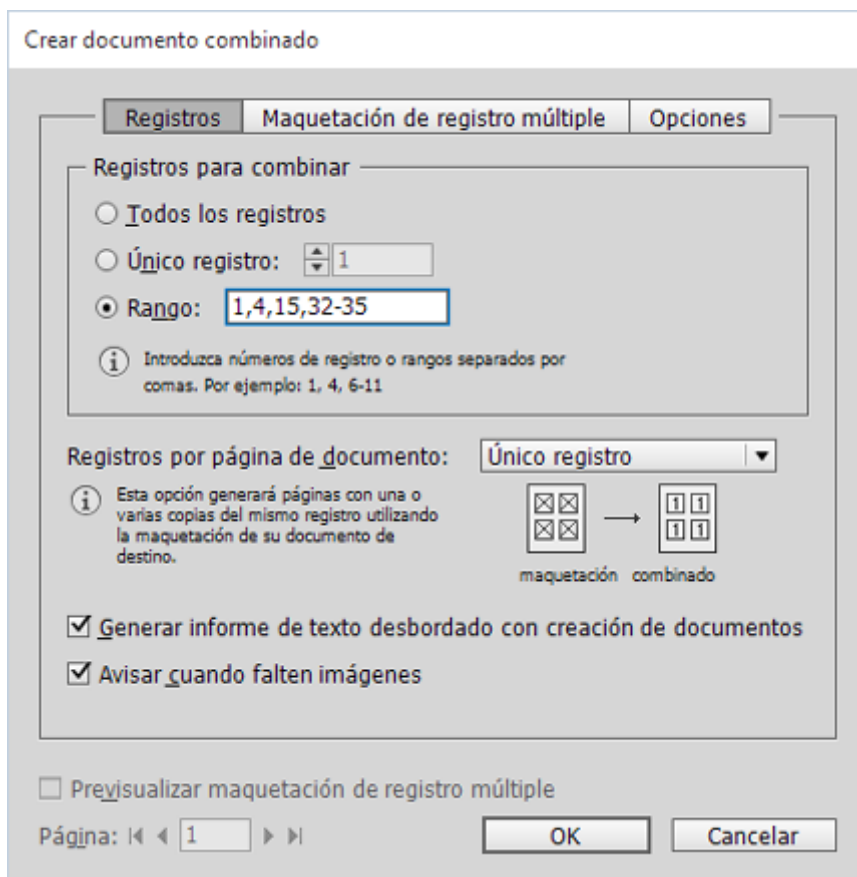 Crear documento combinado
Registros
Maquetación de registro múltiple
Opciones
Registros para combinar
Todos los registros
Único registro: 1
Rango: 1,4,15,32-35
Introduzca números de registro o rangos separados por
comas. Por ejemplo: 1, 4, 6-11
Registros por página de documento: Único registro
Esta opción generará páginas con una o
varias copias del mismo registro utilizando
la maquetación de su documento de
destino.
1 1
1 1
maquetación combinado
Generar informe de texto desbordado con creación de documentos
Avisar cuando falten imágenes
Previsualizar maquetación de registro múltiple
Página: 1
OK
Cancelar